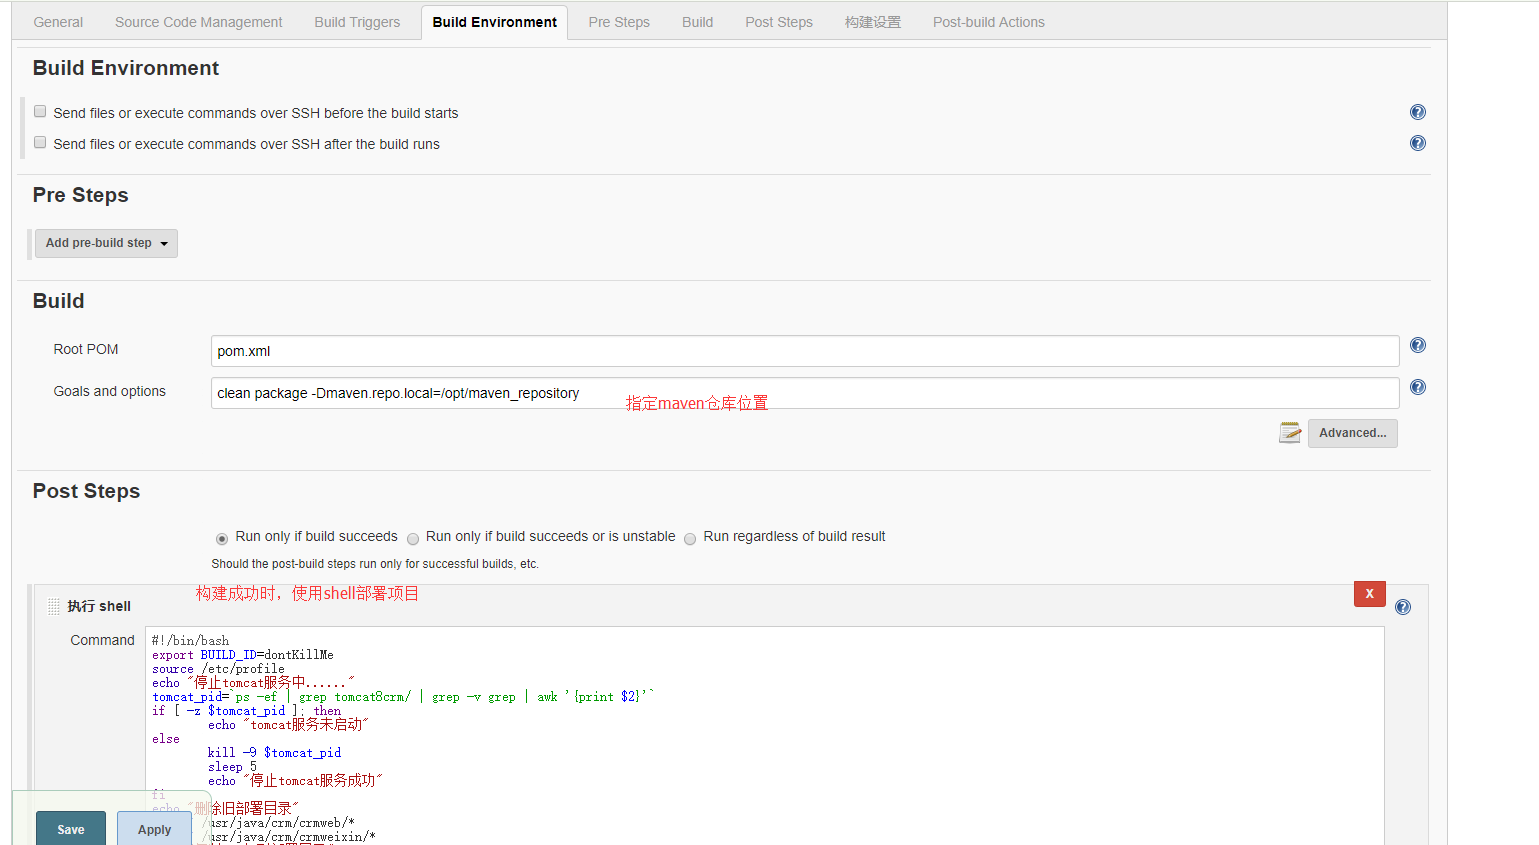 General Source Code Management Build Triggers Build Environment Pre Steps Build Post Steps 构建设置 Post-build Actions
Build Environment
Send files or execute commands over SSH before the build starts
Send files or execute commands over SSH after the build runs
Pre Steps
Add pre-build step
Build
Root POM pom.xml
Goals and options clean package -Dmaven.repo.local=/opt/maven_repository
指定maven仓库位置
Advanced...
Post Steps
Run only if build succeeds Run only if build succeeds or is unstable Run regardless of build result
Should the post-build steps run only for successful builds, etc.
构建成功时，使用shell部署项目
X
执行 shell
Command
#!/bin/bash
export BUILD_ID=dontKillMe
source /etc/profile
echo "停止tomcat服务中......"
tomcat_pid=`ps -ef | grep tomcat8crm/ | grep -v grep | awk '{print $2}'`
if [ -z $tomcat_pid ]; then
echo "tomcat服务未启动"
else
kill -9 $tomcat_pid
sleep 5
echo "停止tomcat服务成功"
fi
echo "删除旧部署目录"
/usr/java/crm/crmweb/*
/usr/java/crm/crmweixin/*
Save Apply